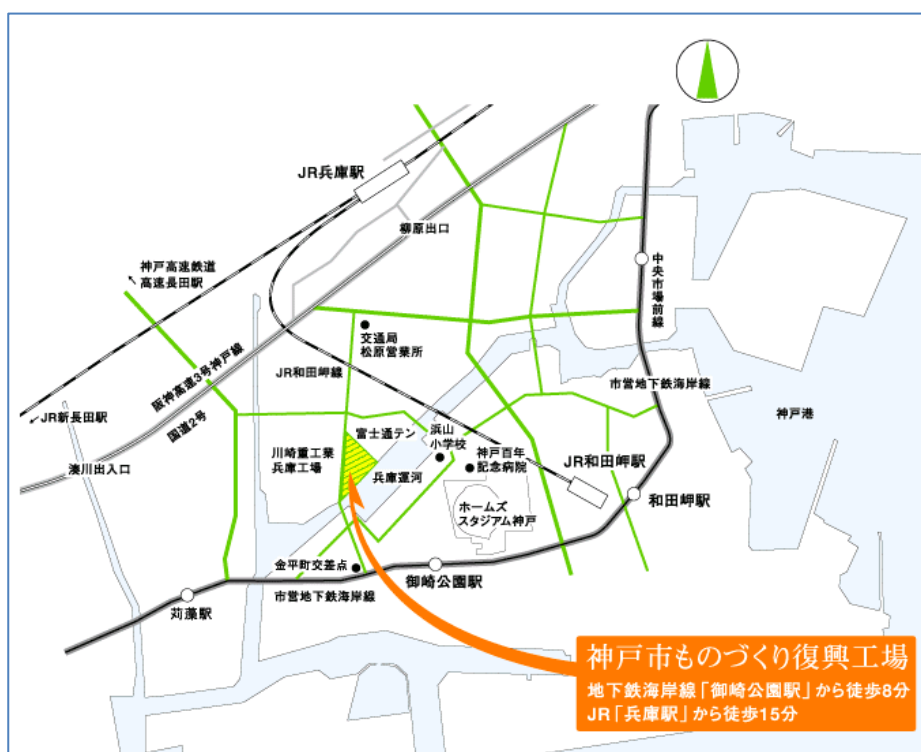 JR兵庫駅
柳原出口
神戸高速鉄道
高速長田駅
中央市場前線
交通局
松原営業所
阪神高速3号神戸線
JR和田岬線
市営地下鉄海岸線
神戸港
JR新長田駅
国道2号
富士通テン
浜山
小学校
川崎重工業
兵庫工場
神戸百年
記念病院
JR和田岬駅
湊川出入口
兵庫運河
和田岬駅
ホームズ
スタジアム神戸
金平町交差点
御崎公園駅
市営地下鉄海岸線
苅藻駅
神戸市ものづくり復興工場
地下鉄海岸線「御崎公園駅」から徒歩8分
JR「兵庫駅」から徒歩15分